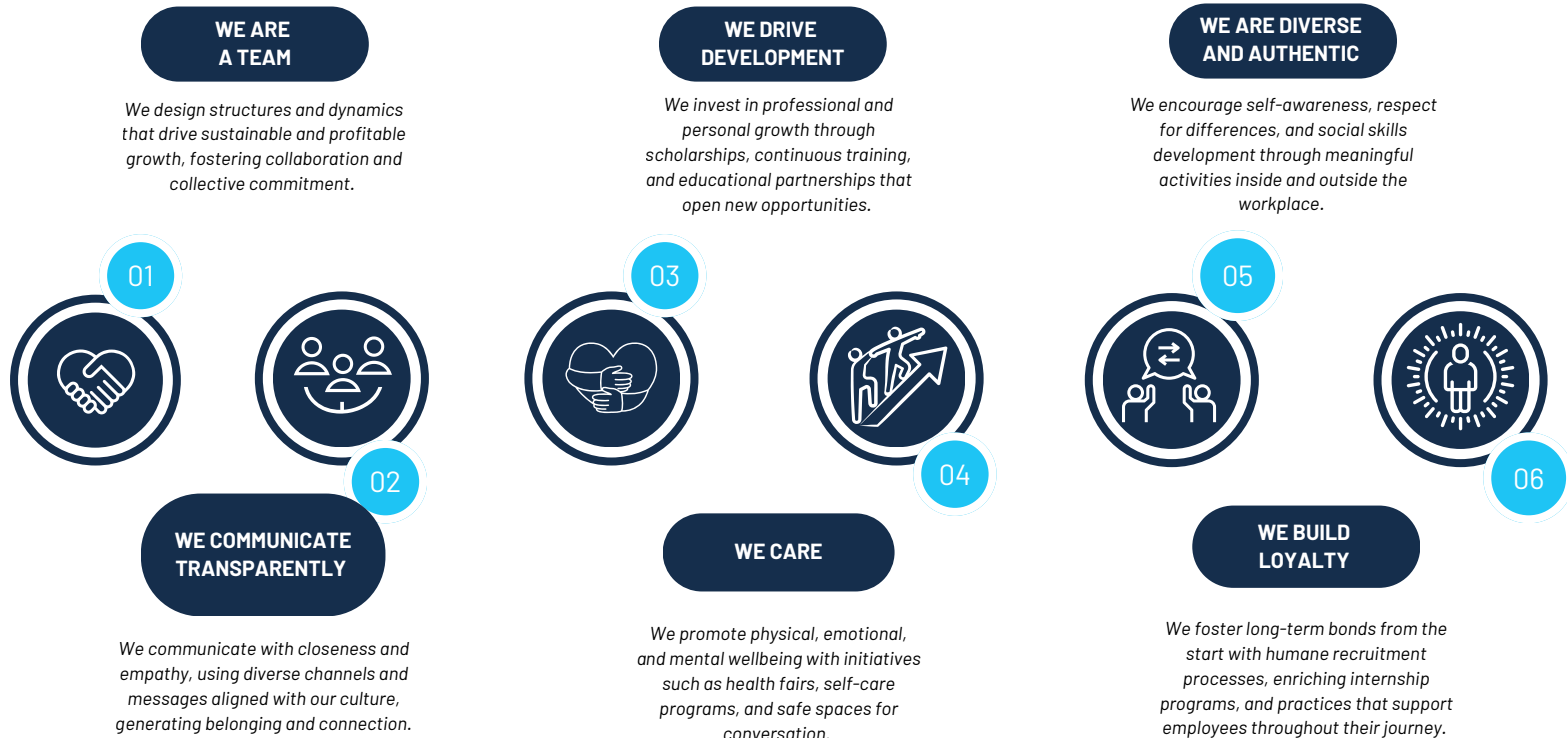 WE ARE
A TEAM
We design structures and dynamics
that drive sustainable and profitable
growth, fostering collaboration and
collective commitment.
01
02
WE COMMUNICATE
TRANSPARENTLY
We communicate with closeness and
empathy, using diverse channels and
messages aligned with our culture,
generating belonging and connection.
WE DRIVE
DEVELOPMENT
We invest in professional and
personal growth through
scholarships, continuous training,
and educational partnerships that
open new opportunities.
03
04
WE CARE
We promote physical, emotional,
and mental wellbeing with initiatives
such as health fairs, self-care
programs, and safe spaces for
conversation.
WE ARE DIVERSE
AND AUTHENTIC
We encourage self-awareness, respect
for differences, and social skills
development through meaningful
activities inside and outside the
workplace.
05
06
WE BUILD
LOYALTY
We foster long-term bonds from the
start with humane recruitment
processes, enriching internship
programs, and practices that support
employees throughout their journey.